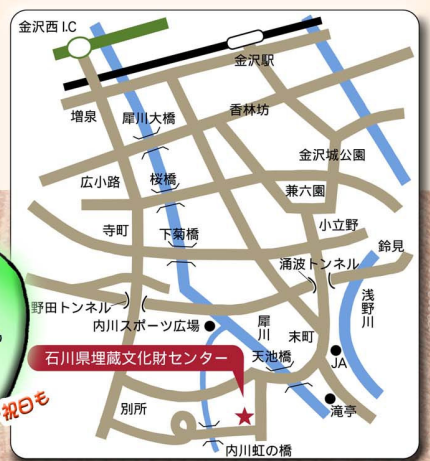 金沢西 I.C
金沢駅
増泉
犀川大橋
香林坊
金沢城公園
広小路
桜橋
兼六園
寺町
下菊橋
小立野
鈴見
涌波トンネル
浅野川
野田トンネル
内川スポーツ広場
犀川
末町
石川県埋蔵文化財センター
天池橋
JA
祝日も
別所
滝亭
内川虹の橋